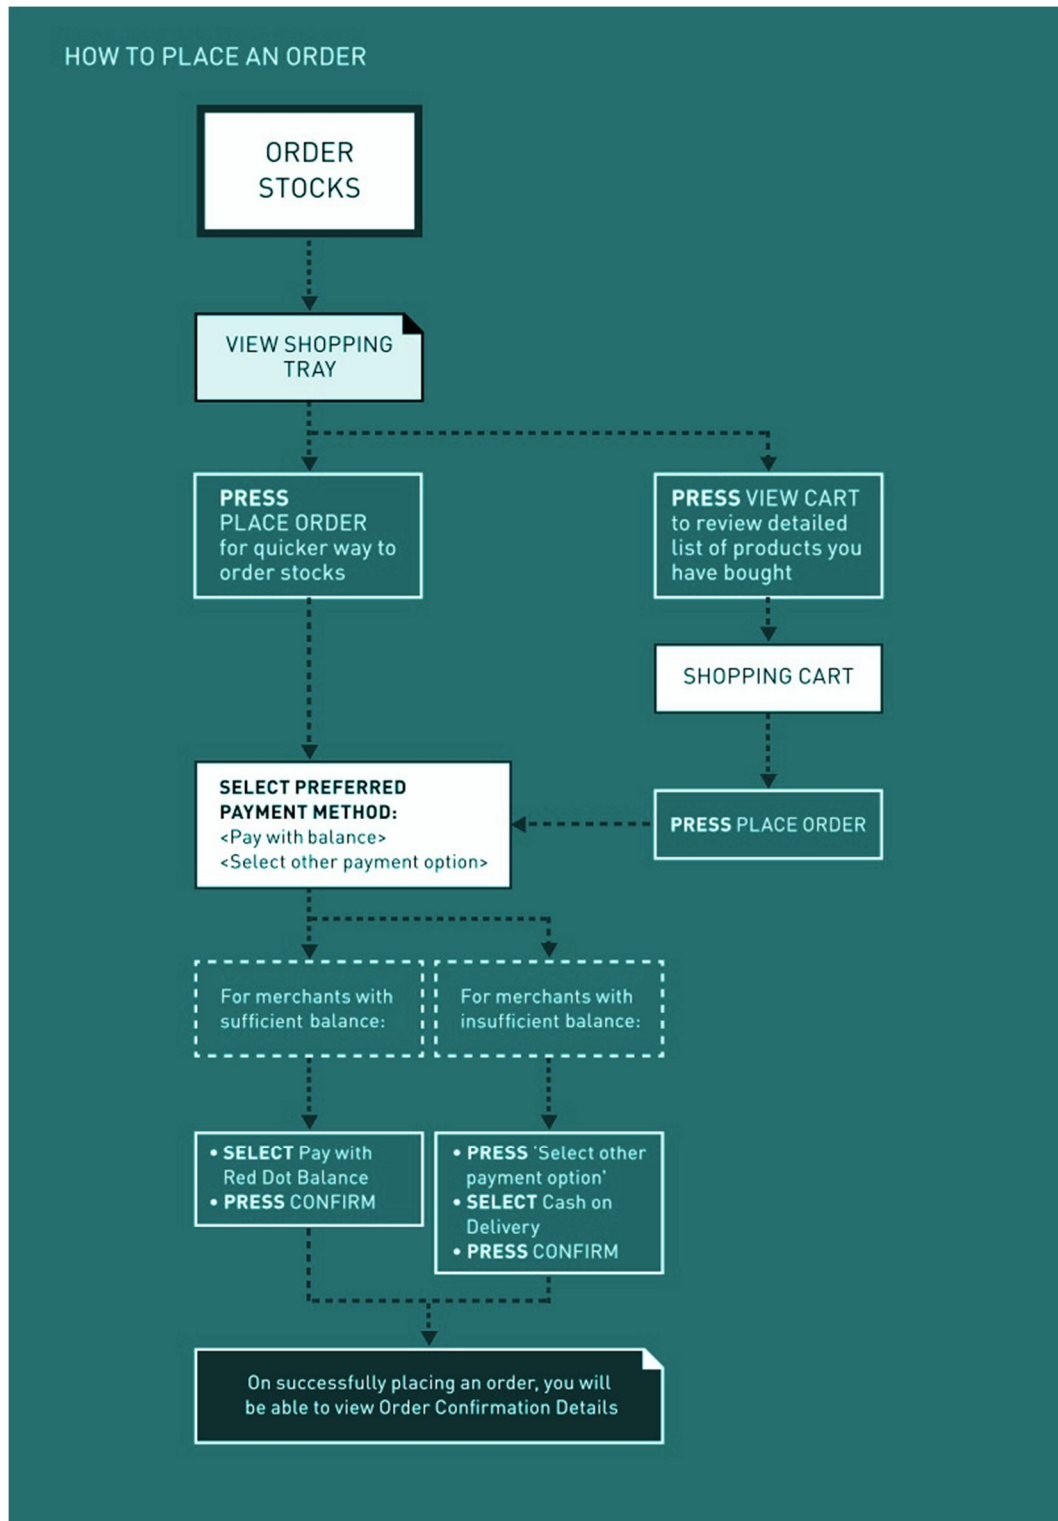 HOW TO PLACE AN ORDER
ORDER
STOCKS
VIEW SHOPPING
TRAY
PRESS
PLACE ORDER
for quicker way to
order stocks
PRESS VIEW CART
to review detailed
list of products you
have bought
SHOPPING CART
PRESS PLACE ORDER
SELECT PREFERRED
PAYMENT METHOD:
<Pay with balance>
<Select other payment option>
For merchants with
sufficient balance:
For merchants with
insufficient balance:
• SELECT Pay with
Red Dot Balance
• PRESS CONFIRM
• PRESS 'Select other
payment option'
• SELECT Cash on
Delivery
• PRESS CONFIRM
On successfully placing an order, you will
be able to view Order Confirmation Details